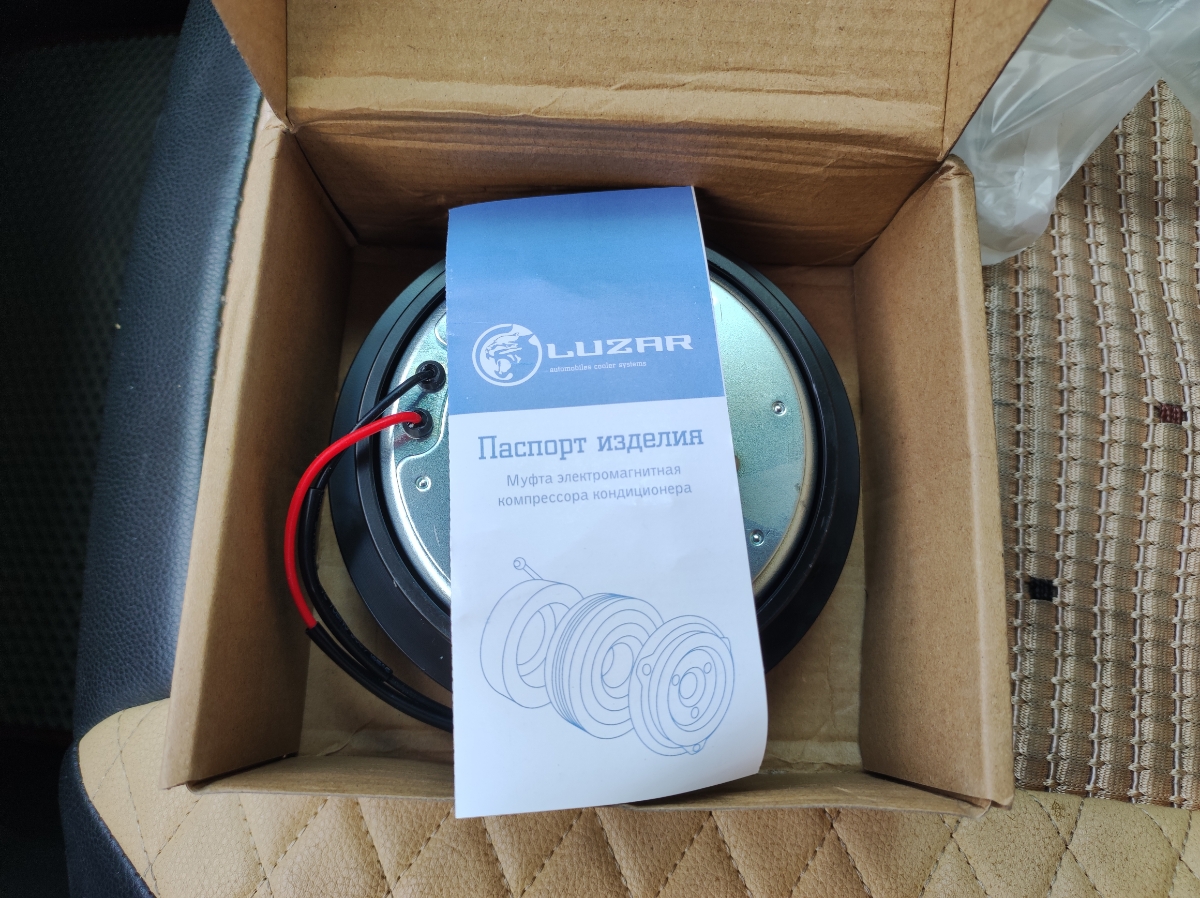 LUZAR
automobiles cooler systems
Паспорт изделия
Муфта электромагнитная
компрессора кондиционера